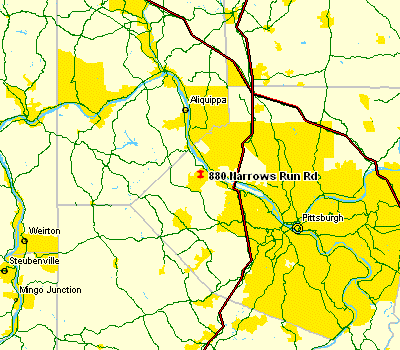 Aliquippa
880 Narrows Run Rd
Pittsburgh
Weirton
Steubenville
Mingo Junction